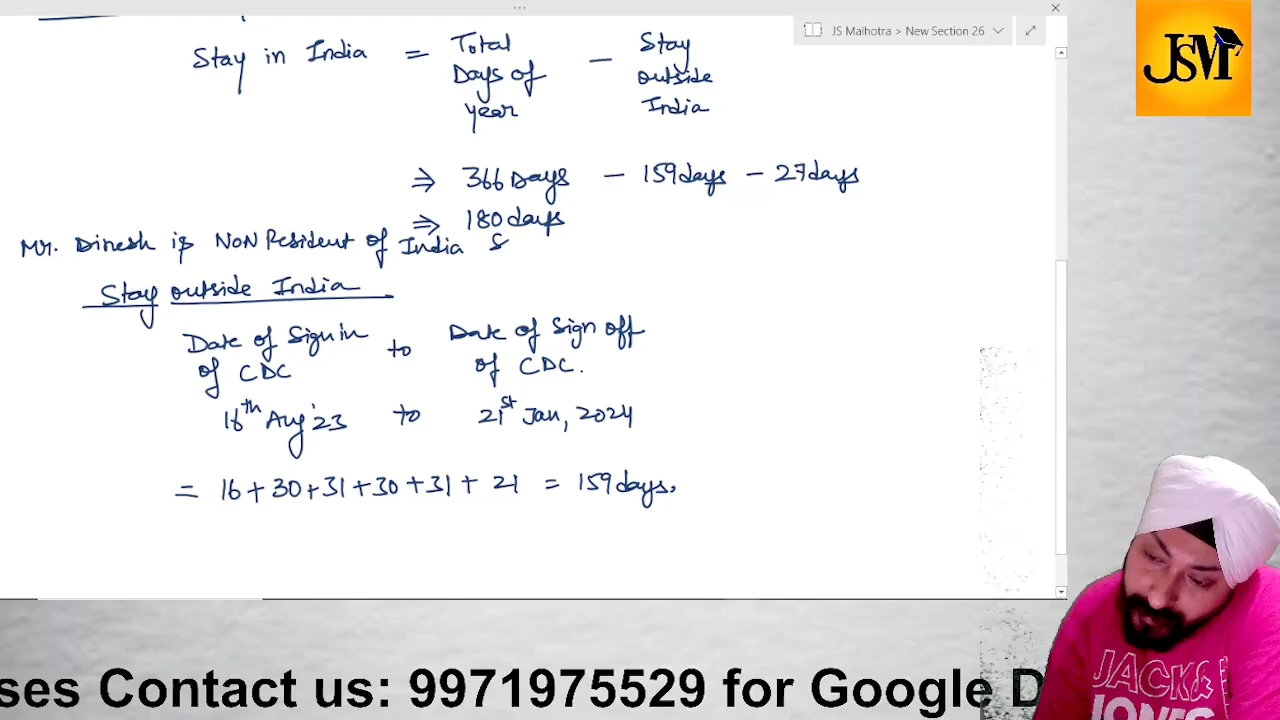 JS Malhotra > New Section 26
JSM
Stay in India = Total Days of year - Stay outside India
⇒ 366 Days - 159 days - 27 days
⇒ 180 days
Mr. Dinesh is NON Resident of India &
Stay outside India
Date of Sign in of CDC to Date of Sign off of CDC.
16th Aug'23 to 21st Jan, 2024
= 16 + 30 + 31 + 30 + 31 + 21 = 159 days.
JACK &
JONES
ses Contact us: 9971975529 for Google D